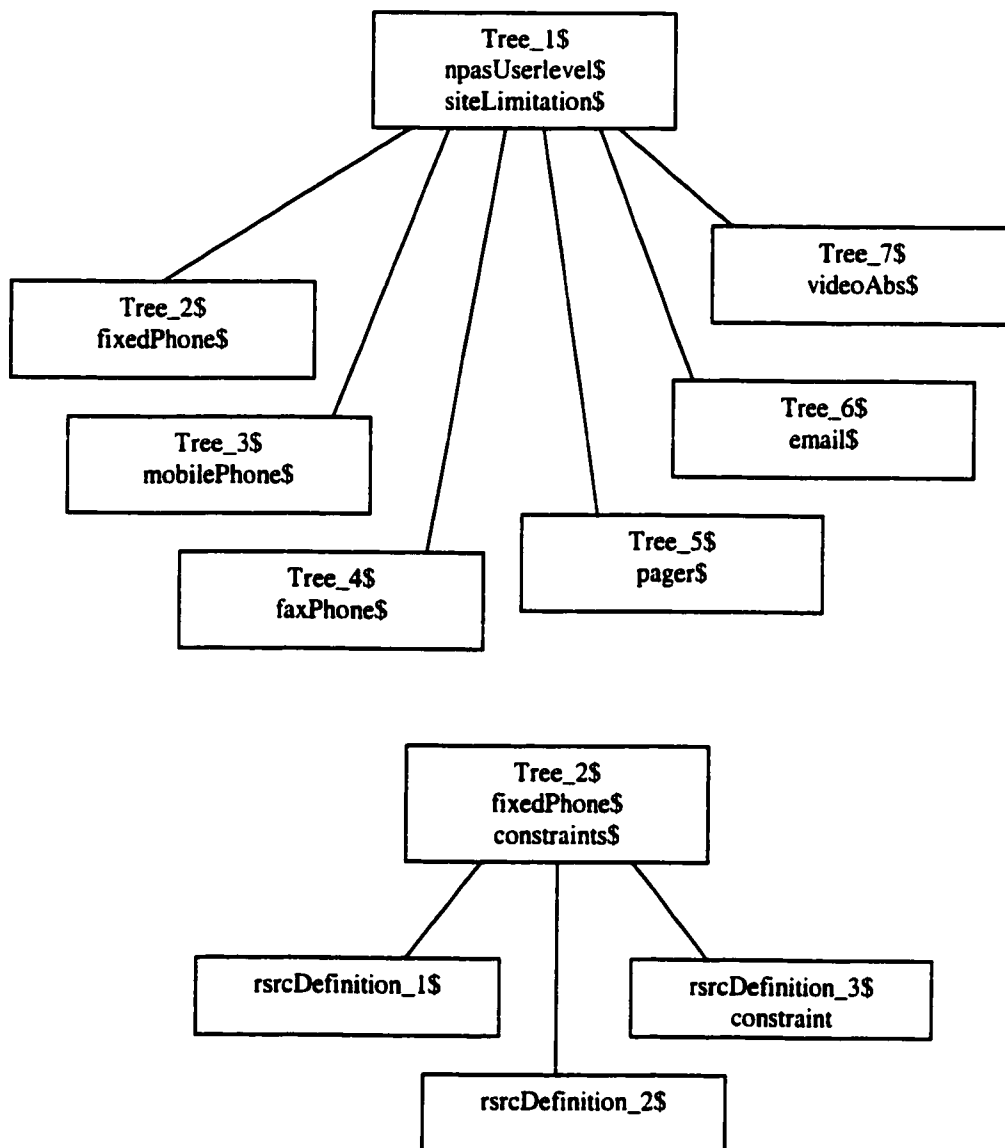 Tree_1$
npasUserlevel$
siteLimitation$
Tree_7$
videoAbs$
Tree_2$
fixedPhone$
Tree_6$
email$
Tree_3$
mobilePhone$
Tree_5$
pager$
Tree_4$
faxPhone$
Tree_2$
fixedPhone$
constraints$
rsrcDefinition_1$
rsrcDefinition_3$
constraint
rsrcDefinition_2$